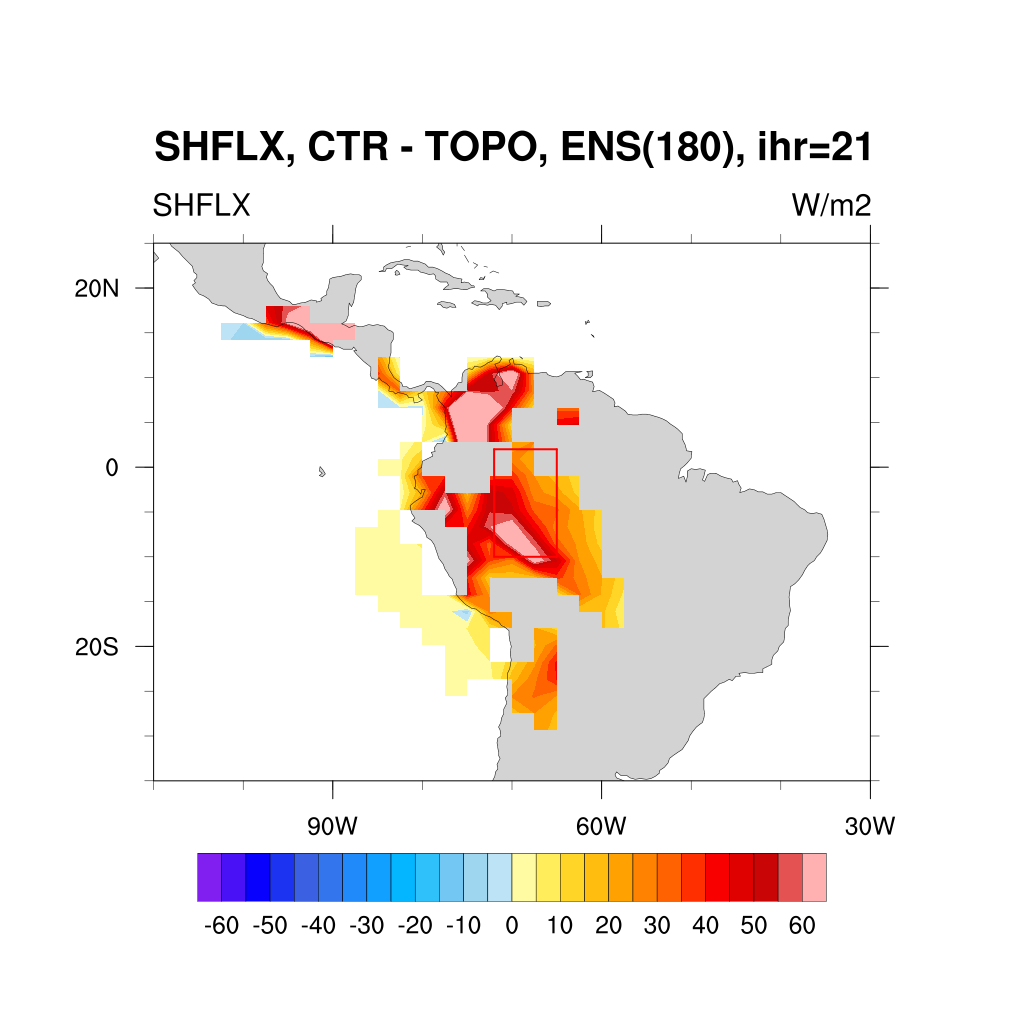 SHFLX, CTR - TOPO, ENS(180), ihr=21
SHFLX W/m2
20N
0
20S
90W 60W 30W
-60 -50 -40 -30 -20 -10 0 10 20 30 40 50 60